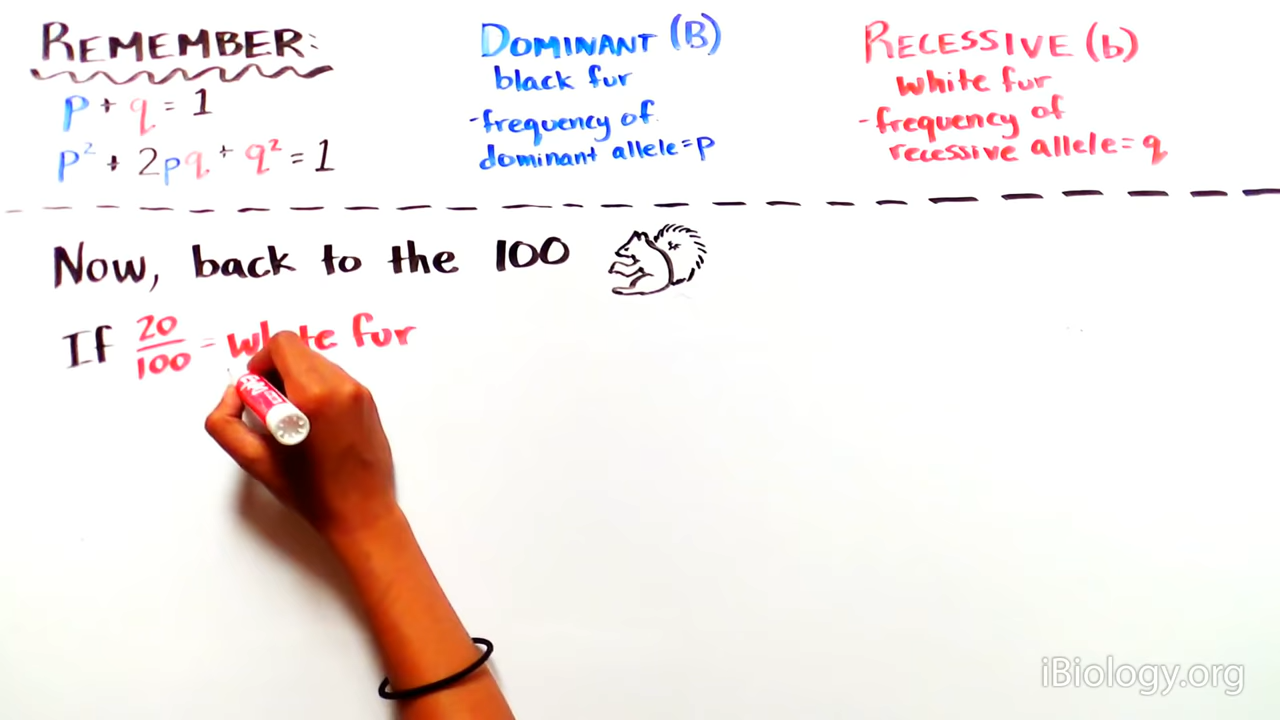 REMEMBER:
p + q = 1
p² + 2pq + q² = 1
DOMINANT (B)
black fur
-frequency of
dominant allele = p
RECESSIVE (b)
white fur
-frequency of
recessive allele = q
Now, back to the 100
If 20/100 = white fur
iBiology.org